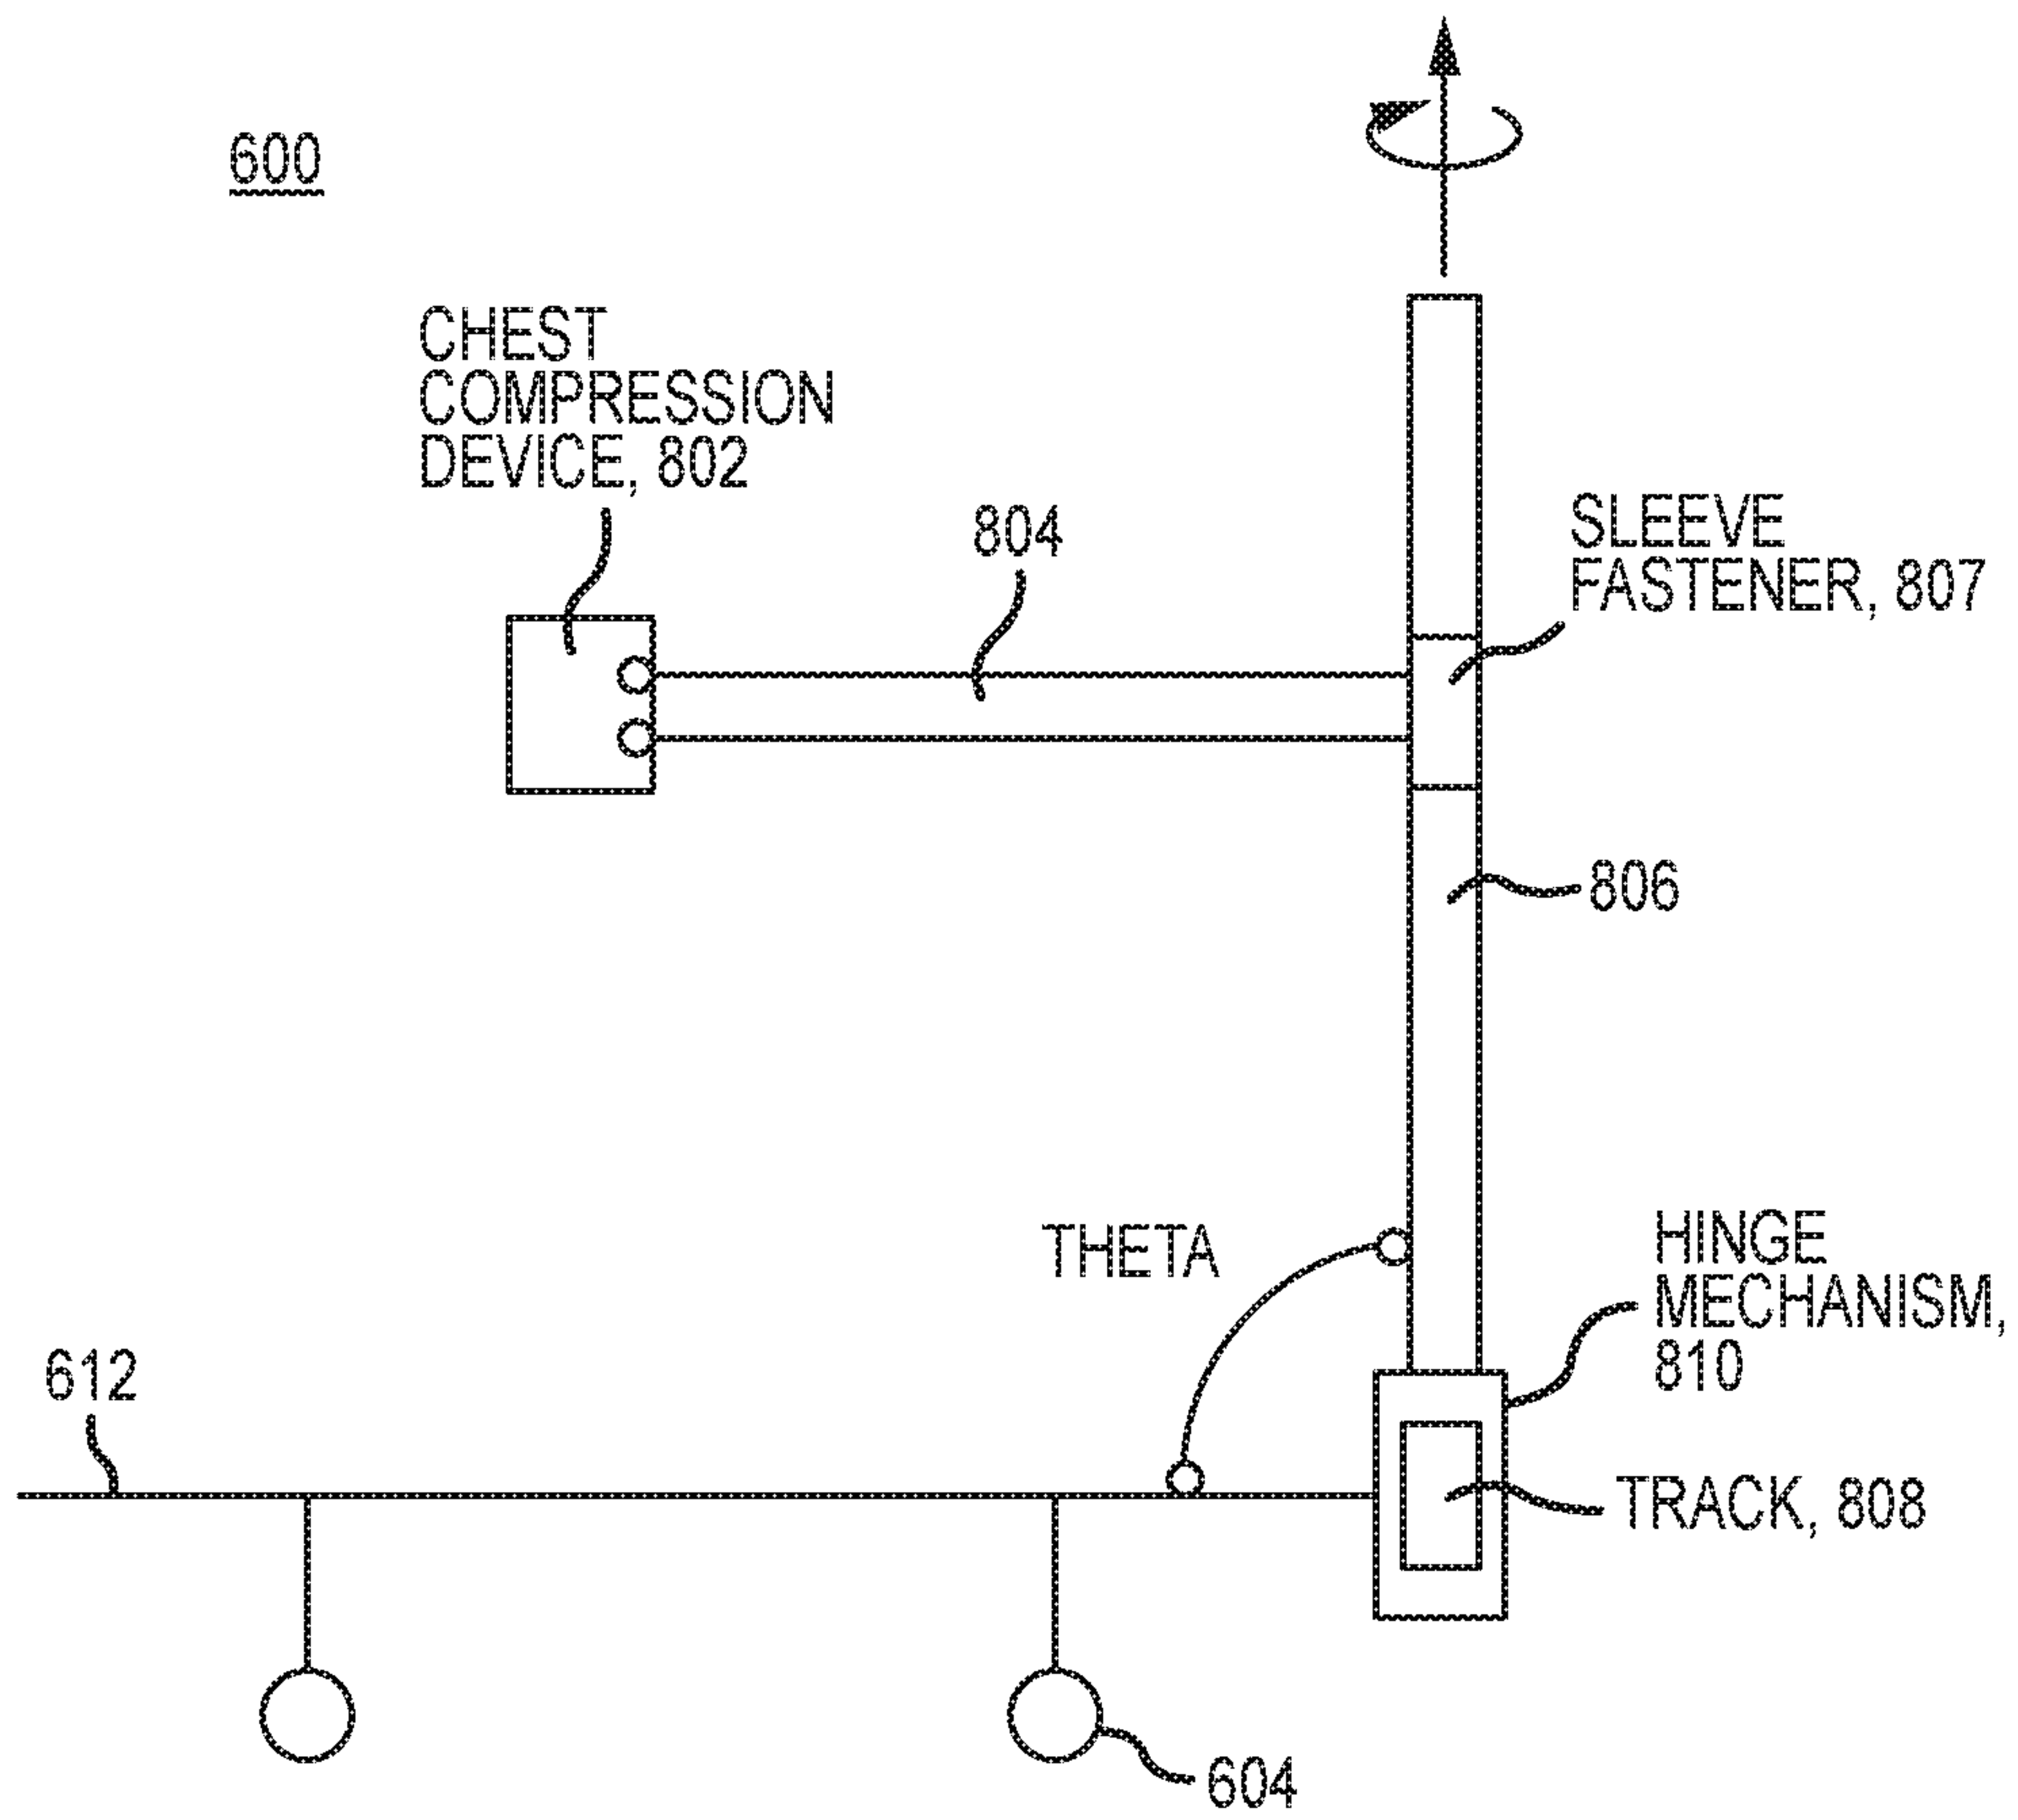 600
CHEST
COMPRESSION
DEVICE, 802
804
SLEEVE
FASTENER, 807
806
THETA
HINGE
MECHANISM,
810
612
TRACK, 808
604